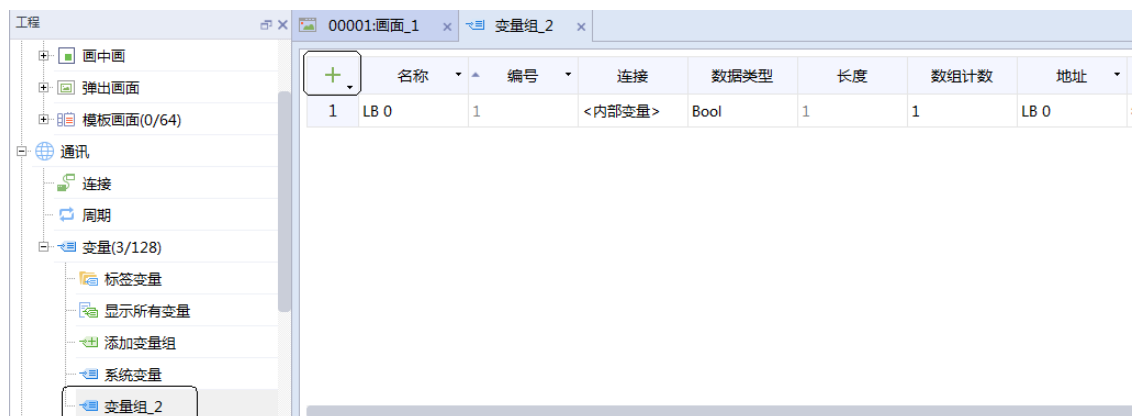 工程
00001:画面_1
变量组_2
画中画
弹出画面
模板画面(0/64)
通讯
连接
周期
变量(3/128)
标签变量
显示所有变量
添加变量组
系统变量
变量组_2
名称 编号 连接 数据类型 长度 数组计数 地址
1 LB 0 1 <内部变量> Bool 1 1 LB 0